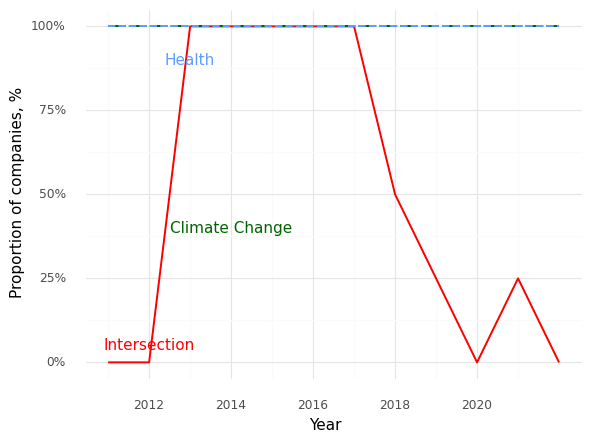 100%
Health
75%
50%
Climate Change
25%
Intersection
0%
2012 2014 2016 2018 2020
Year
Proportion of companies, %